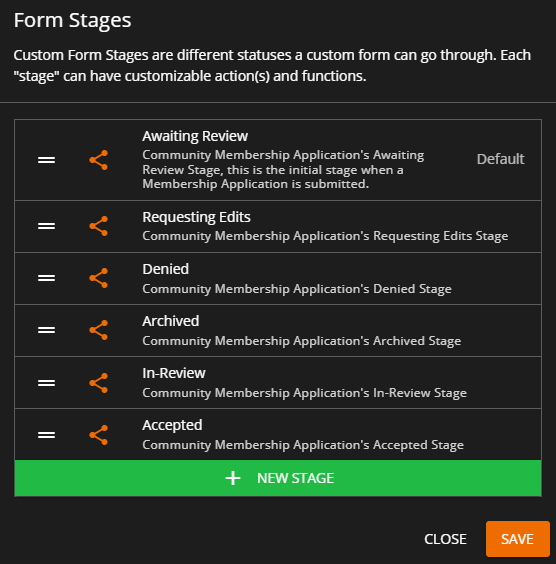 Form Stages
Custom Form Stages are different statuses a custom form can go through. Each
"stage" can have customizable action(s) and functions.
Awaiting Review
Community Membership Application's Awaiting
Review Stage, this is the initial stage when a
Membership Application is submitted.
Default
Requesting Edits
Community Membership Application's Requesting Edits Stage
Denied
Community Membership Application's Denied Stage
Archived
Community Membership Application's Archived Stage
In-Review
Community Membership Application's In-Review Stage
Accepted
Community Membership Application's Accepted Stage
+ NEW STAGE
CLOSE SAVE